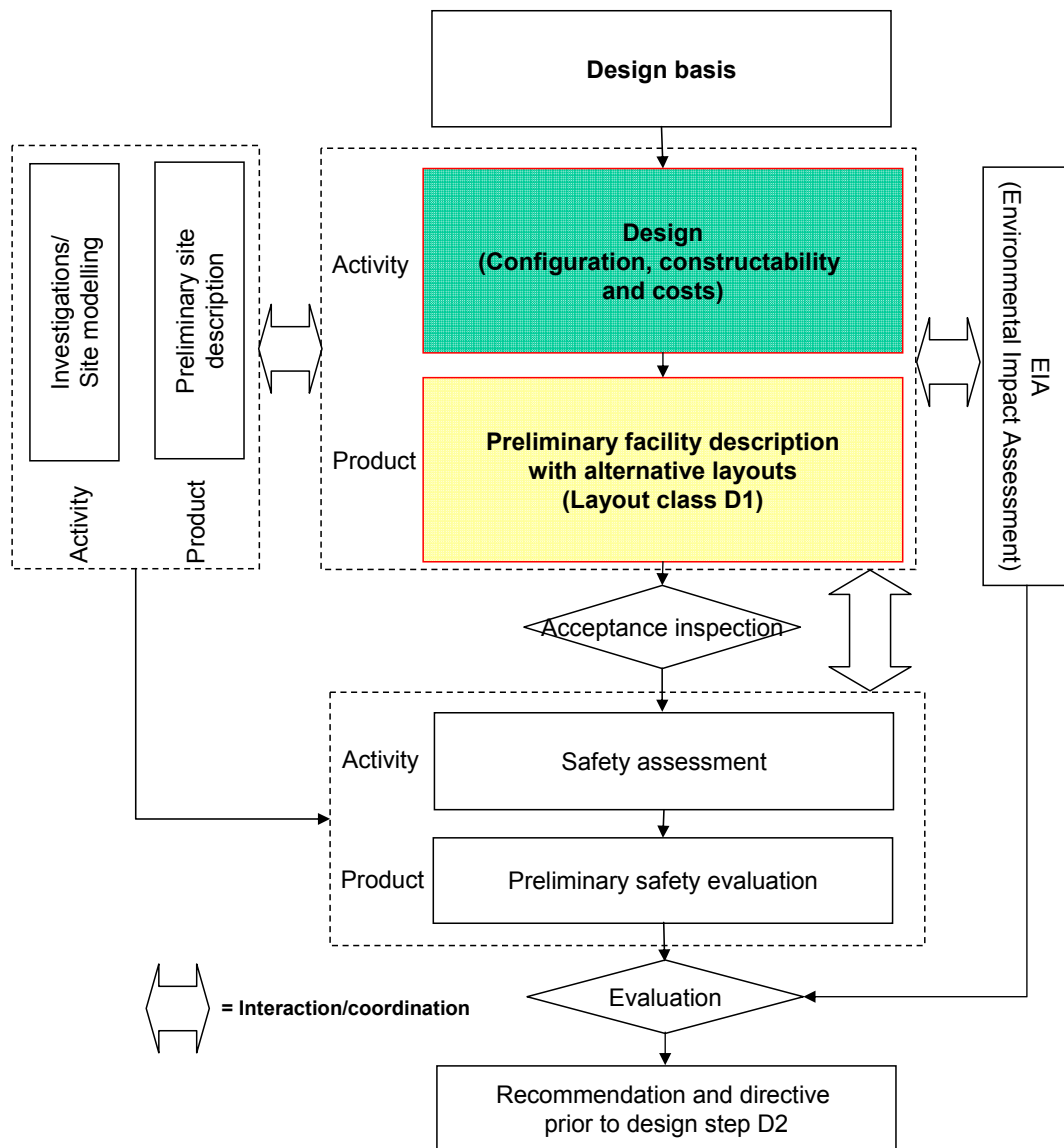 Design basis
Investigations/
Site modelling
Preliminary site
description
Activity
Product
Activity
Design
(Configuration, constructability
and costs)
Product
Preliminary facility description
with alternative layouts
(Layout class D1)
EIA
(Environmental Impact Assessment)
Acceptance inspection
Activity
Safety assessment
Product
Preliminary safety evaluation
= Interaction/coordination
Evaluation
Recommendation and directive
prior to design step D2